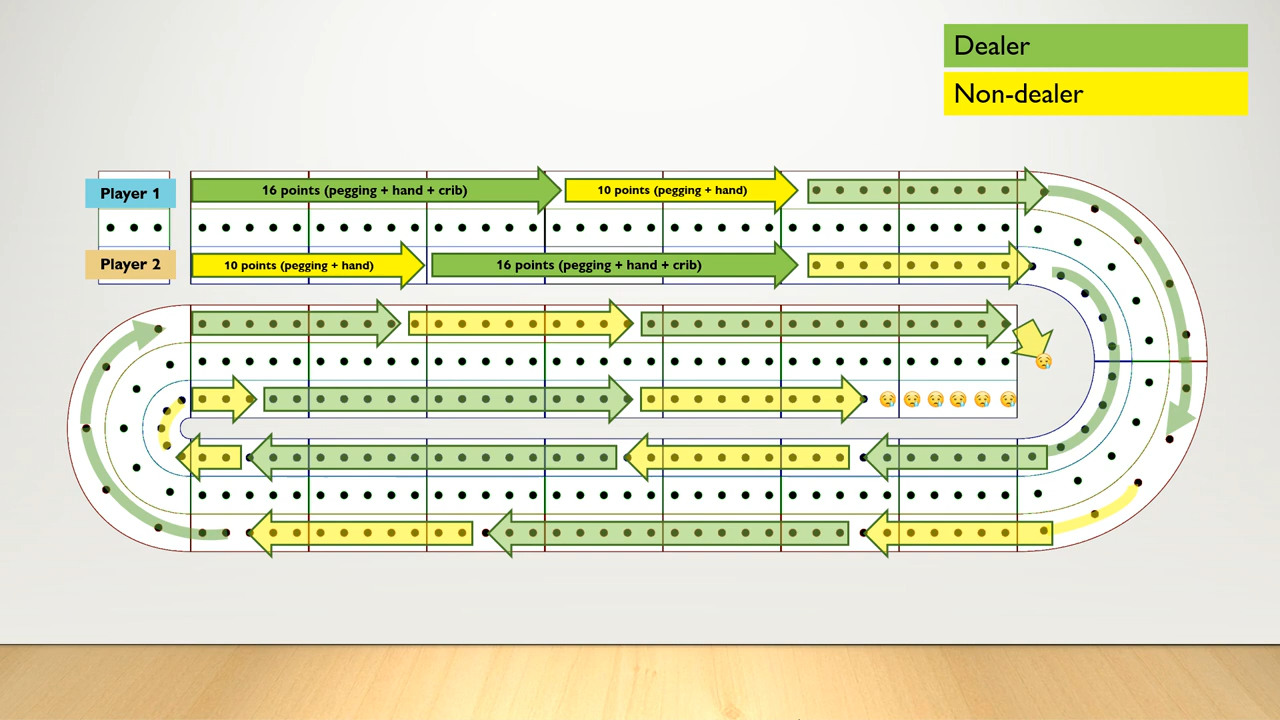 Dealer
Non-dealer
Player 1
16 points (pegging + hand + crib)
10 points (pegging + hand)
Player 2
10 points (pegging + hand)
16 points (pegging + hand + crib)